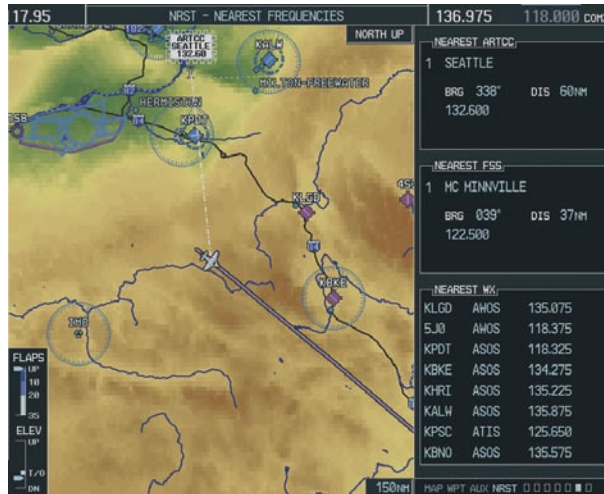 17.95
NRST - NEAREST FREQUENCIES
136.975
118.000 COM
NORTH UP
ARTCC
SEATTLE
132.60
KALW
MILTON-FREEWATER
HERMISTON
KPDT
84
KLGD
84
KBKE
IMB
FLAPS
UP
10
20
35
ELEV
UP
T/O
DN
150NM
NEAREST ARTCC
1 SEATTLE
BRG 338° DIS 60NM
132.600
NEAREST FSS
1 MC MINNVILLE
BRG 039° DIS 37NM
122.500
NEAREST WX
KLGD AWOS 135.075
5J0 AWOS 118.375
KPDT ASOS 118.325
KBKE ASOS 134.275
KHRI ASOS 135.225
KALW ASOS 135.875
KPSC ATIS 125.650
KBNO ASOS 135.575
MAP WPT AUX NRST